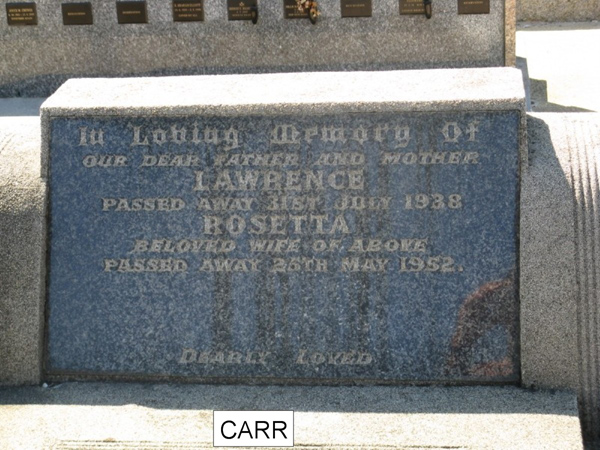 In Loving Memory Of
OUR DEAR FATHER AND MOTHER
LAWRENCE
PASSED AWAY 31ST JULY 1938
ROSETTA
BELOVED WIFE OF ABOVE
PASSED AWAY 25TH MAY 1952.
DEARLY LOVED
CARR